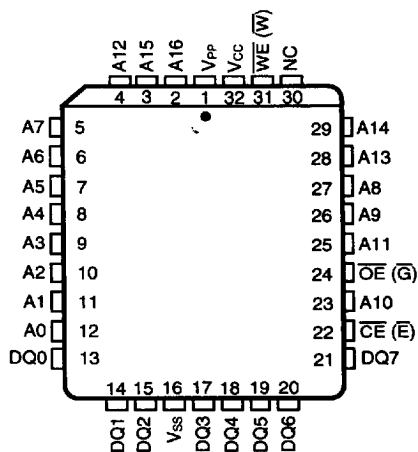 A12 A15 A16 VPP VCC WE (W) NC
4 3 2 1 32 31 30
A7 5 29 A14
A6 6 28 A13
A5 7 27 A8
A4 8 26 A9
A3 9 25 A11
A2 10 24 OE (G)
A1 11 23 A10
A0 12 22 CE (E)
DQ0 13 21 DQ7
14 15 16 17 18 19 20
DQ1 DQ2 VSS DQ3 DQ4 DQ5 DQ6